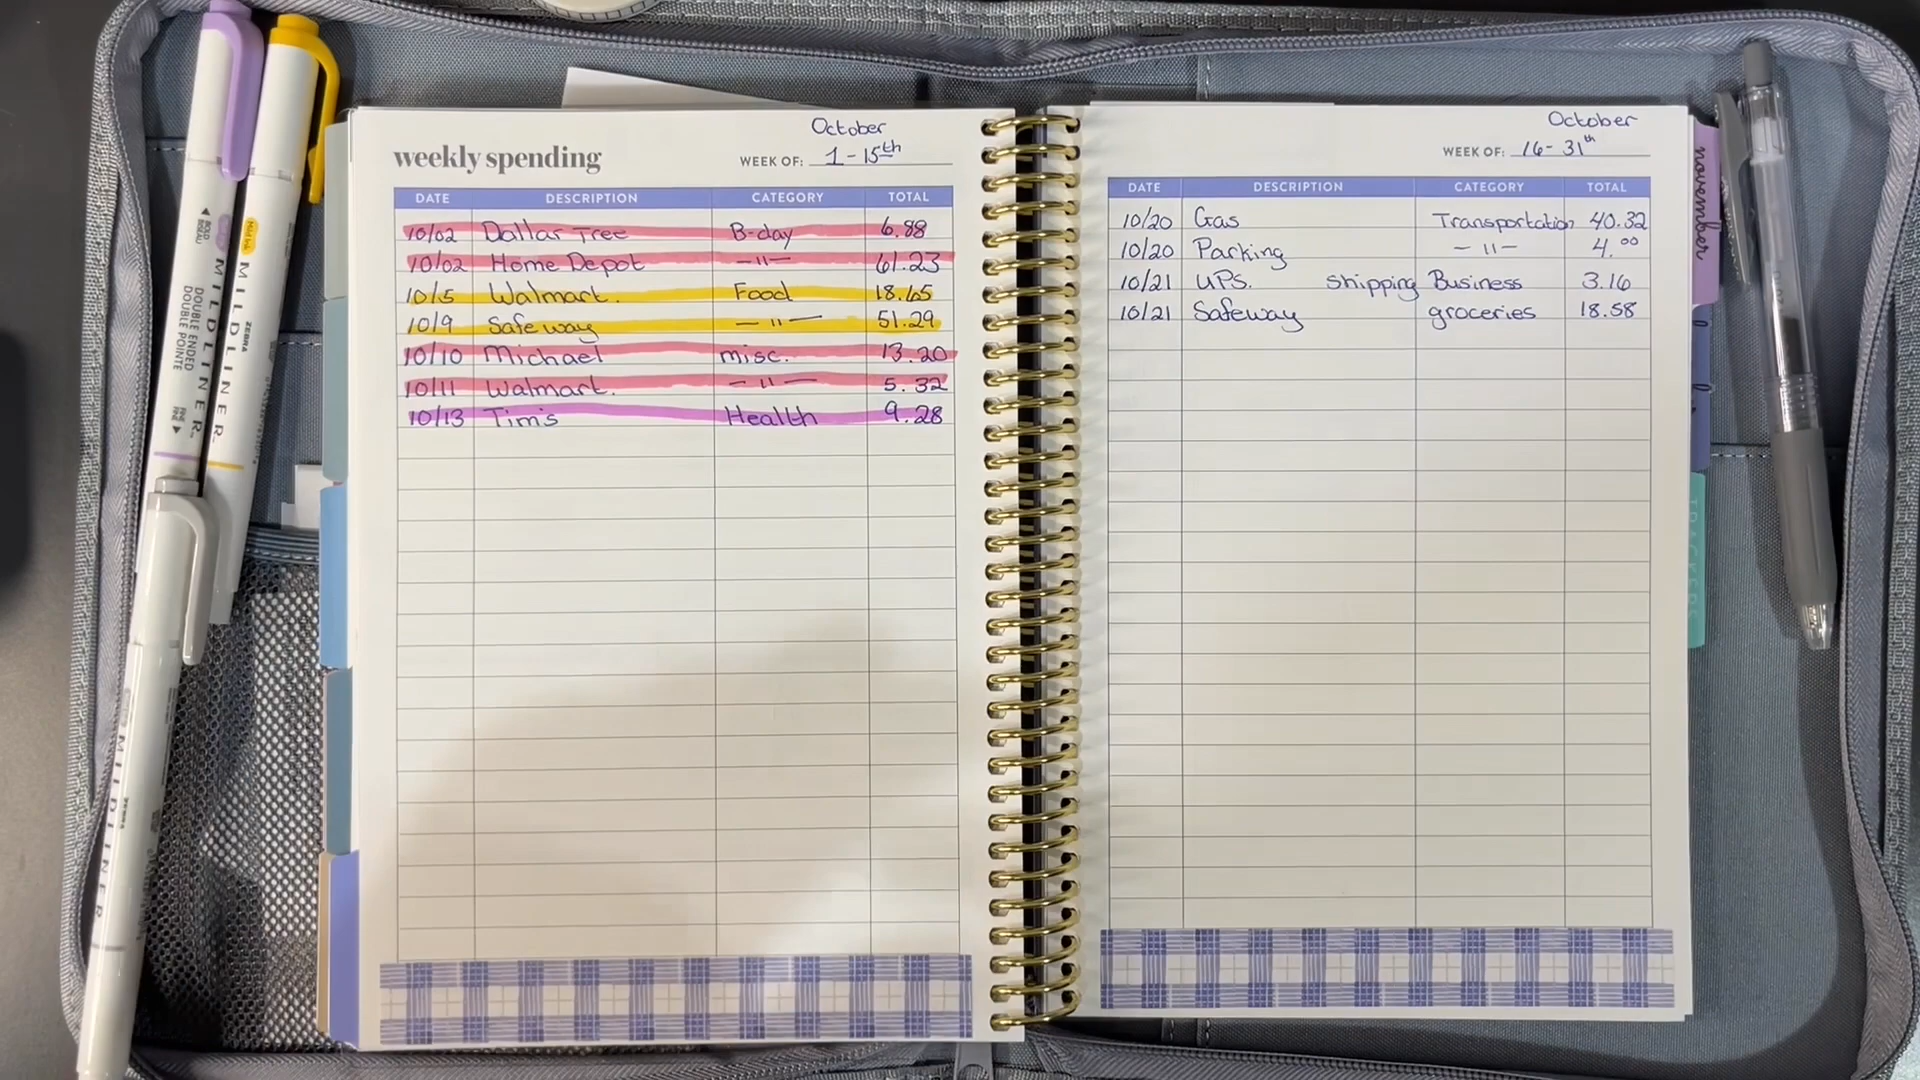 October
weekly spending WEEK OF: 1-15th
DATE DESCRIPTION CATEGORY TOTAL
10/02 Dollar Tree B-day 6.88
10/02 Home Depot —"— 61.23
10/5 Walmart. Food 18.65
10/9 Safeway —"— 51.29
10/10 Michael misc. 13.20
10/11 Walmart. —"— 5.32
10/13 Tim's Health 9.28
October
WEEK OF: 16-31th
DATE DESCRIPTION CATEGORY TOTAL
10/20 Gas Transportation 40.32
10/20 Parking —"— 4.00
10/21 UPS. Shipping Business 3.16
10/21 Safeway groceries 18.58
november
TRACKERS
ZEBRA
MILDLINER
DOUBLE ENDED
DOUBLE POINTE
MILDLINER
MILDLINER